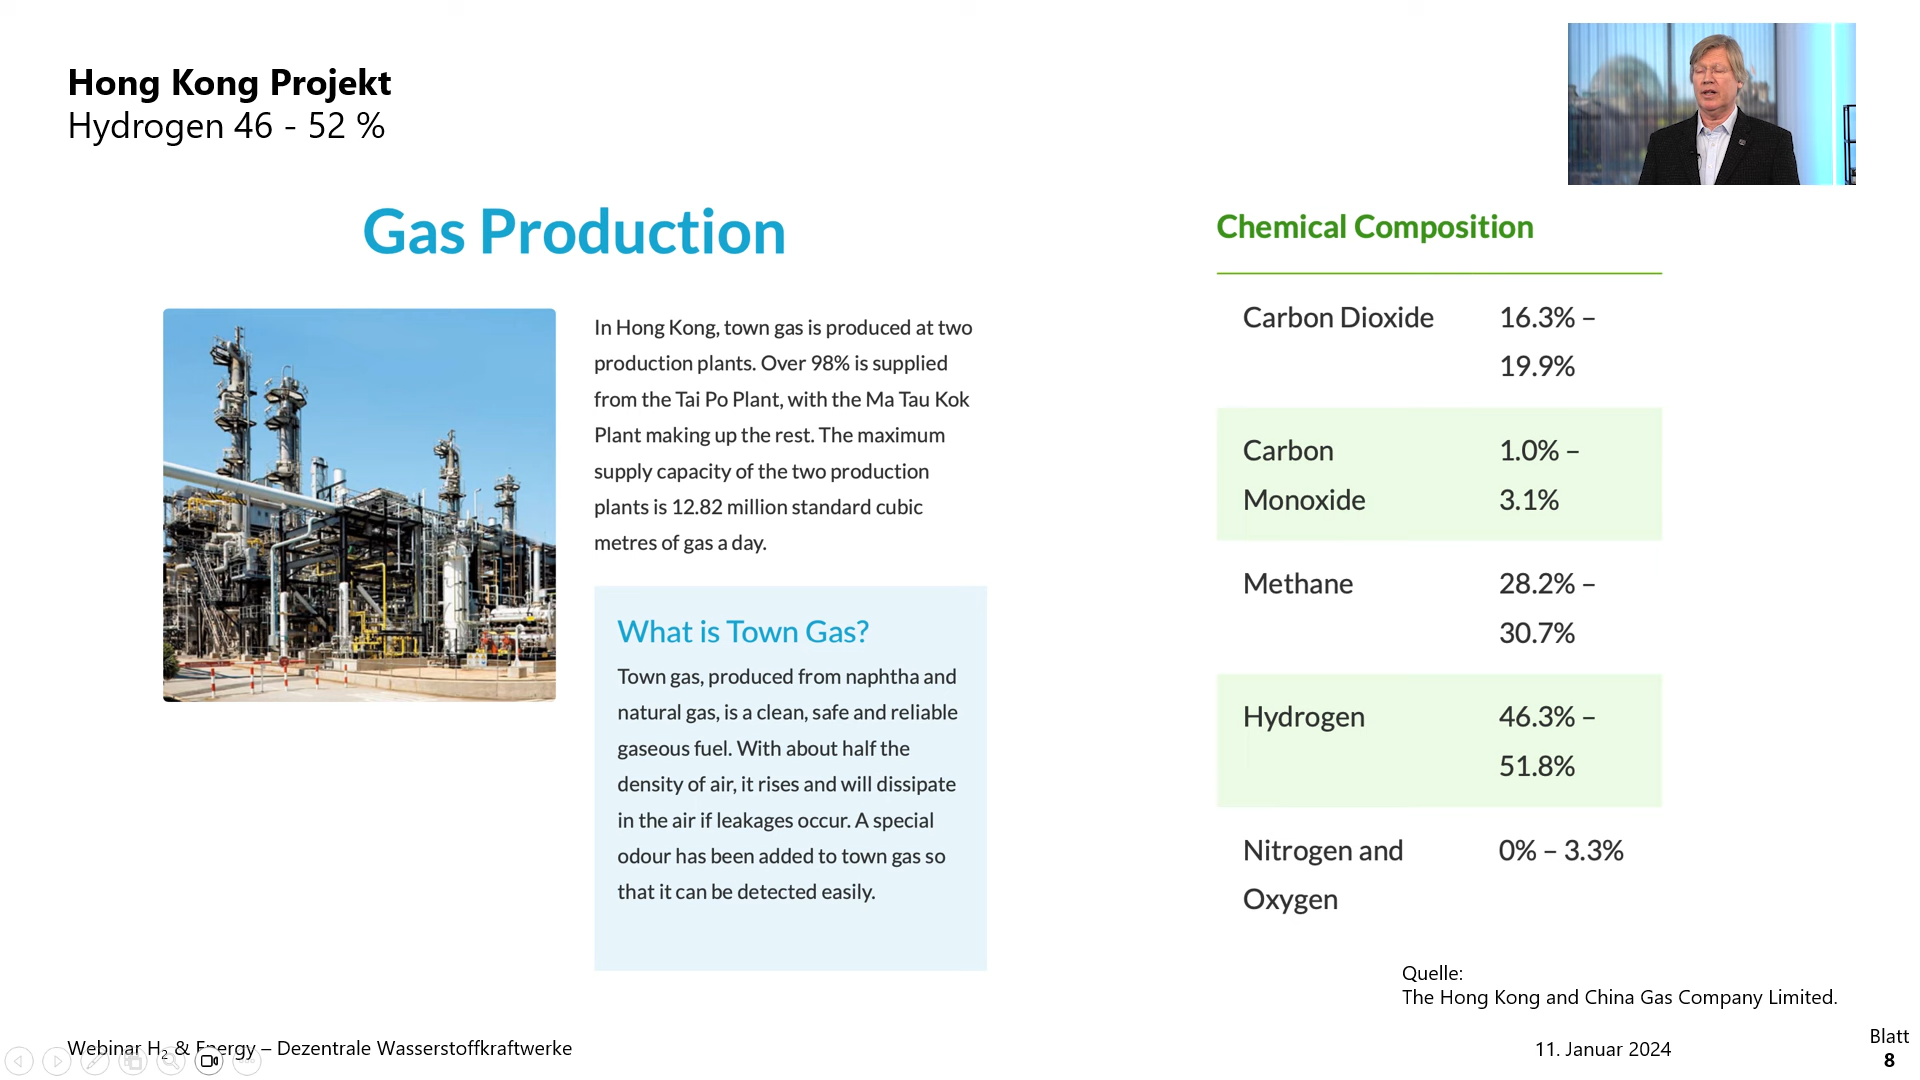 Hong Kong Projekt
Hydrogen 46 - 52 %
Gas Production
In Hong Kong, town gas is produced at two
production plants. Over 98% is supplied
from the Tai Po Plant, with the Ma Tau Kok
Plant making up the rest. The maximum
supply capacity of the two production
plants is 12.82 million standard cubic
metres of gas a day.
What is Town Gas?
Town gas, produced from naphtha and
natural gas, is a clean, safe and reliable
gaseous fuel. With about half the
density of air, it rises and will dissipate
in the air if leakages occur. A special
odour has been added to town gas so
that it can be detected easily.
Chemical Composition
Carbon Dioxide 16.3% –
19.9%
Carbon 1.0% –
Monoxide 3.1%
Methane 28.2% –
30.7%
Hydrogen 46.3% –
51.8%
Nitrogen and 0% – 3.3%
Oxygen
Quelle:
The Hong Kong and China Gas Company Limited.
Webinar H₂ & Energy – Dezentrale Wasserstoffkraftwerke
11. Januar 2024
Blatt
8